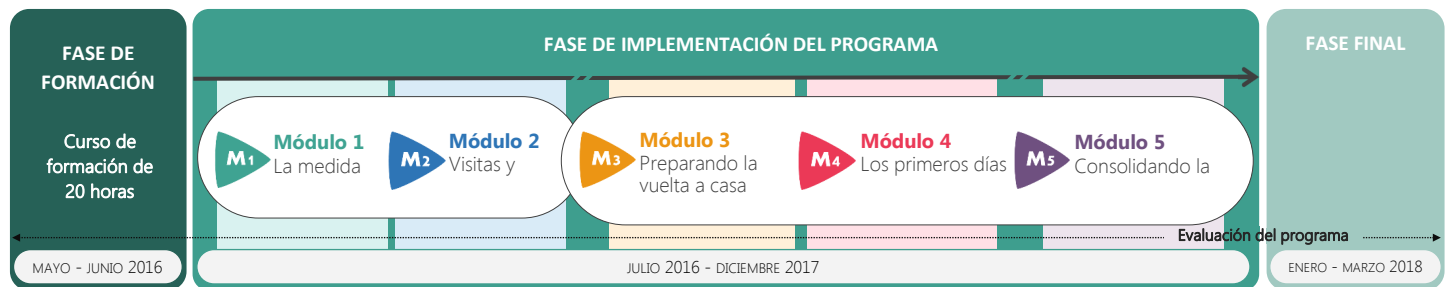 FASE DE
FORMACIÓN
Curso de
formación de
20 horas
MAYO - JUNIO 2016
FASE DE IMPLEMENTACIÓN DEL PROGRAMA
M1
Módulo 1
La medida
M2
Módulo 2
Visitas y
M3
Módulo 3
Preparando la
vuelta a casa
M4
Módulo 4
Los primeros días
M5
Módulo 5
Consolidando la
JULIO 2016 - DICIEMBRE 2017
FASE FINAL
Evaluación del programa
ENERO - MARZO 2018